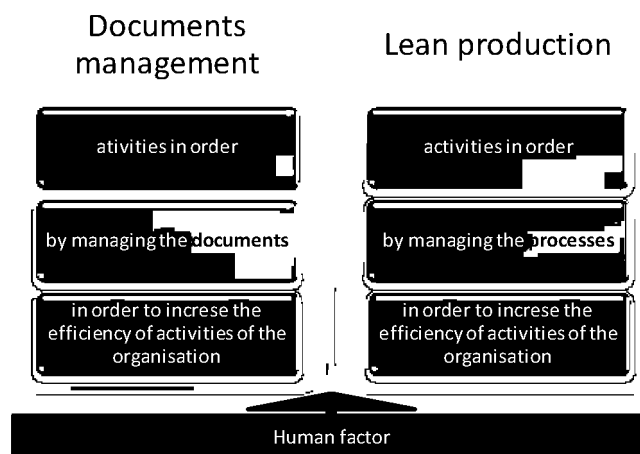 Documents
management
ativities in order
by managing the documents
in order to increse the
efficiency of activities of the
organisation
Lean production
activities in order
by managing the processes
in order to increse the
efficiency of activities of the
organisation
Human factor